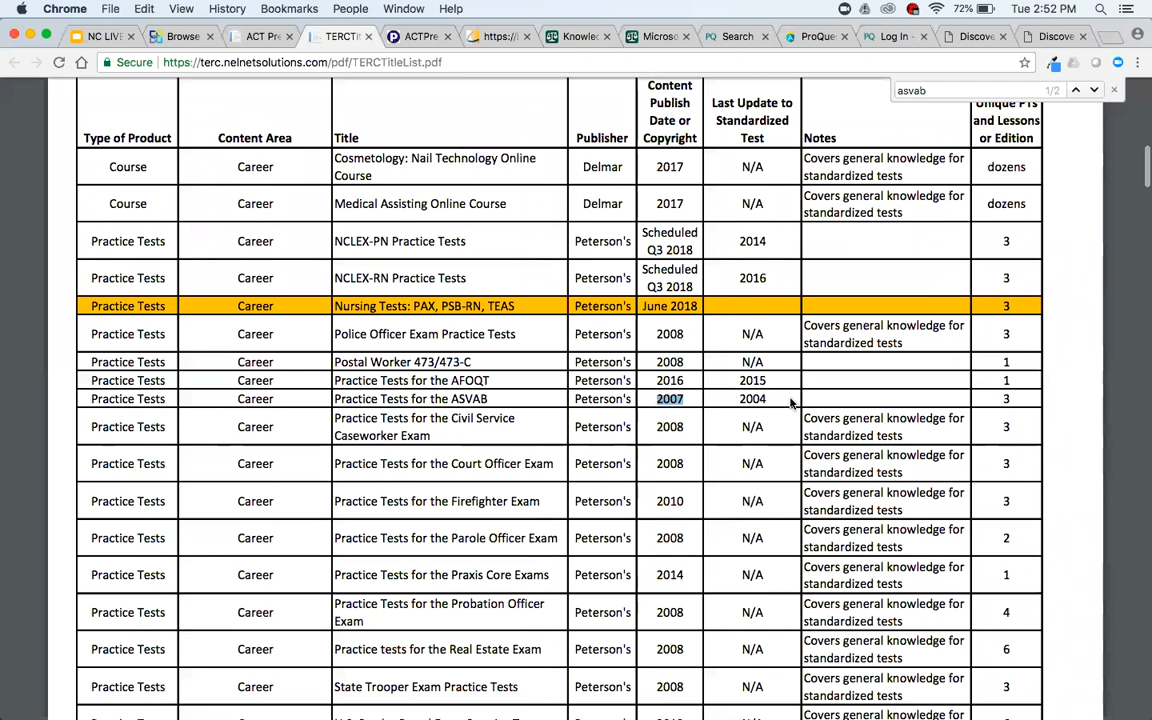 Chrome File Edit View History Bookmarks People Window Help 72% Tue 2:52 PM
NC LIVE Browse ACT Pre TERCTit ACTPre https://i Knowled Microso Search ProQues Log In - Discove Discove
Secure https://terc.nelnetsolutions.com/pdf/TERCTitleList.pdf
asvab 1/2
Type of Product Content Area Title Publisher Content Publish Date or Copyright Last Update to Standardized Test Notes Unique PTs and Lessons or Edition
Course Career Cosmetology: Nail Technology Online Course Delmar 2017 N/A Covers general knowledge for standardized tests dozens
Course Career Medical Assisting Online Course Delmar 2017 N/A Covers general knowledge for standardized tests dozens
Practice Tests Career NCLEX-PN Practice Tests Peterson's Scheduled Q3 2018 2014 3
Practice Tests Career NCLEX-RN Practice Tests Peterson's Scheduled Q3 2018 2016 3
Practice Tests Career Nursing Tests: PAX, PSB-RN, TEAS Peterson's June 2018 3
Practice Tests Career Police Officer Exam Practice Tests Peterson's 2008 N/A Covers general knowledge for standardized tests 3
Practice Tests Career Postal Worker 473/473-C Peterson's 2008 N/A 1
Practice Tests Career Practice Tests for the AFOQT Peterson's 2016 2015 1
Practice Tests Career Practice Tests for the ASVAB Peterson's 2007 2004 3
Practice Tests Career Practice Tests for the Civil Service Caseworker Exam Peterson's 2008 N/A Covers general knowledge for standardized tests 3
Practice Tests Career Practice Tests for the Court Officer Exam Peterson's 2008 N/A Covers general knowledge for standardized tests 3
Practice Tests Career Practice Tests for the Firefighter Exam Peterson's 2010 N/A Covers general knowledge for standardized tests 3
Practice Tests Career Practice Tests for the Parole Officer Exam Peterson's 2008 N/A Covers general knowledge for standardized tests 2
Practice Tests Career Practice Tests for the Praxis Core Exams Peterson's 2014 N/A Covers general knowledge for standardized tests 1
Practice Tests Career Practice Tests for the Probation Officer Exam Peterson's 2008 N/A Covers general knowledge for standardized tests 4
Practice Tests Career Practice tests for the Real Estate Exam Peterson's 2008 N/A Covers general knowledge for standardized tests 6
Practice Tests Career State Trooper Exam Practice Tests Peterson's 2008 N/A Covers general knowledge for standardized tests 3
Covers general knowledge for